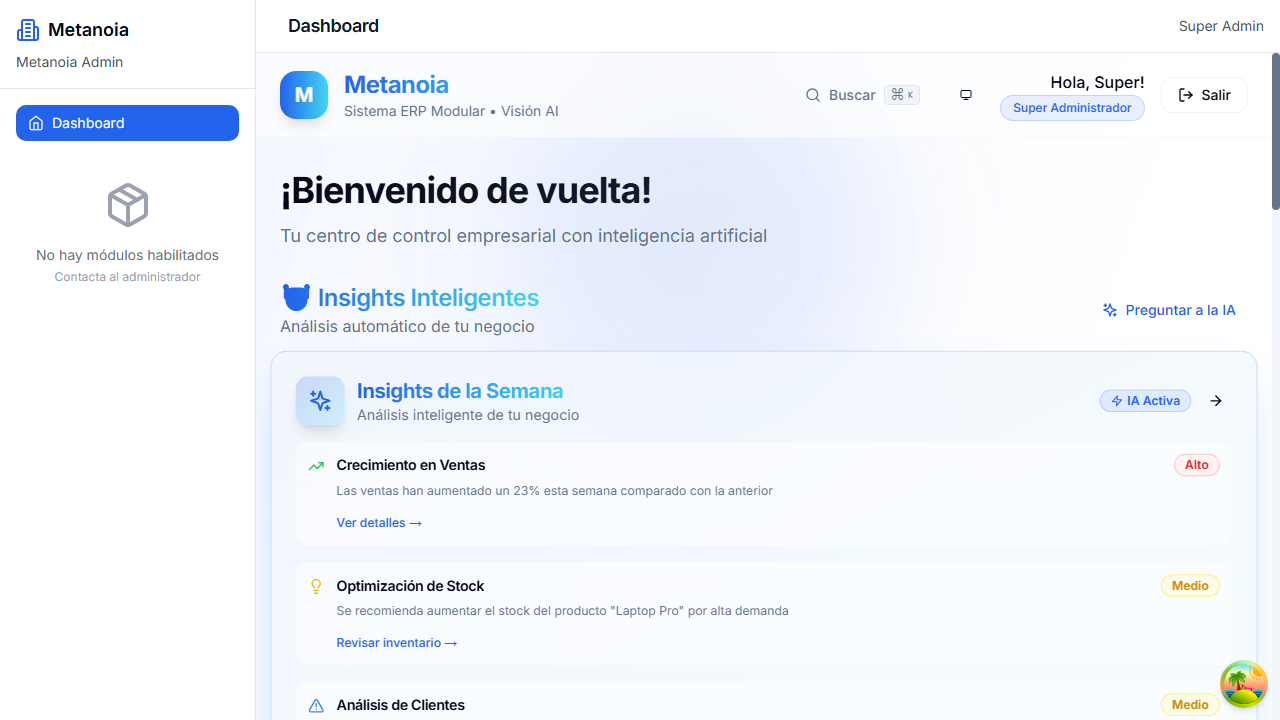 Metanoia
Metanoia Admin
Dashboard
No hay módulos habilitados
Contacta al administrador
Dashboard
Super Admin
M
Metanoia
Sistema ERP Modular • Visión AI
Buscar
⌘ K
Hola, Super!
Super Administrador
Salir
¡Bienvenido de vuelta!
Tu centro de control empresarial con inteligencia artificial
Insights Inteligentes
Análisis automático de tu negocio
Preguntar a la IA
Insights de la Semana
Análisis inteligente de tu negocio
IA Activa
Crecimiento en Ventas
Alto
Las ventas han aumentado un 23% esta semana comparado con la anterior
Ver detalles →
Optimización de Stock
Medio
Se recomienda aumentar el stock del producto "Laptop Pro" por alta demanda
Revisar inventario →
Análisis de Clientes
Medio